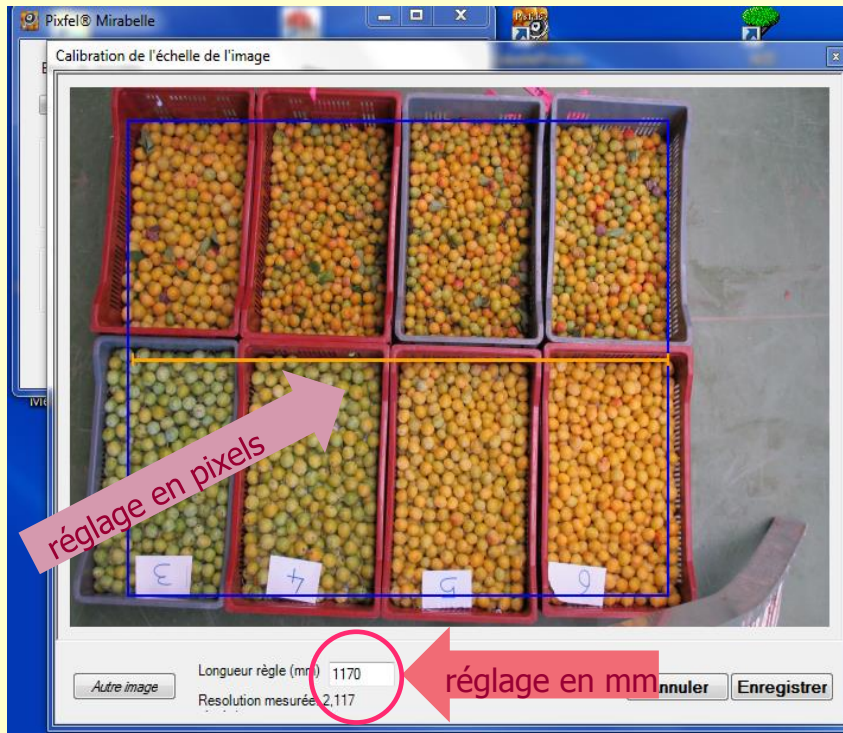 Pixfel® Mirabelle
Calibration de l'échelle de l'image
réglage en pixels
3
4
5
6
Autre image
Longueur règle (mm)
1170
Resolution mesurée
2,117
réglage en mm
Enregistrer